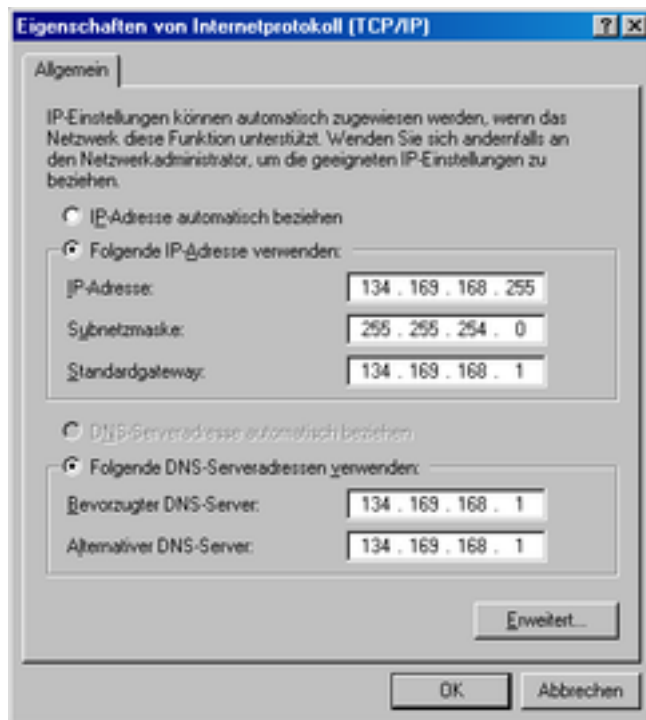 Eigenschaften von Internetprotokoll (TCP/IP)
Allgemein
IP-Einstellungen können automatisch zugewiesen werden, wenn das
Netzwerk diese Funktion unterstützt. Wenden Sie sich andernfalls an
den Netzwerkadministrator, um die geeigneten IP-Einstellungen zu
beziehen.
IP-Adresse automatisch beziehen
Folgende IP-Adresse verwenden:
IP-Adresse: 134 . 169 . 168 . 255
Subnetzmaske: 255 . 255 . 254 . 0
Standardgateway: 134 . 169 . 168 . 1
DNS-Serveradresse automatisch beziehen
Folgende DNS-Serveradressen verwenden:
Bevorzugter DNS-Server: 134 . 169 . 168 . 1
Alternativer DNS-Server: 134 . 169 . 168 . 1
Erweitert...
OK Abbrechen